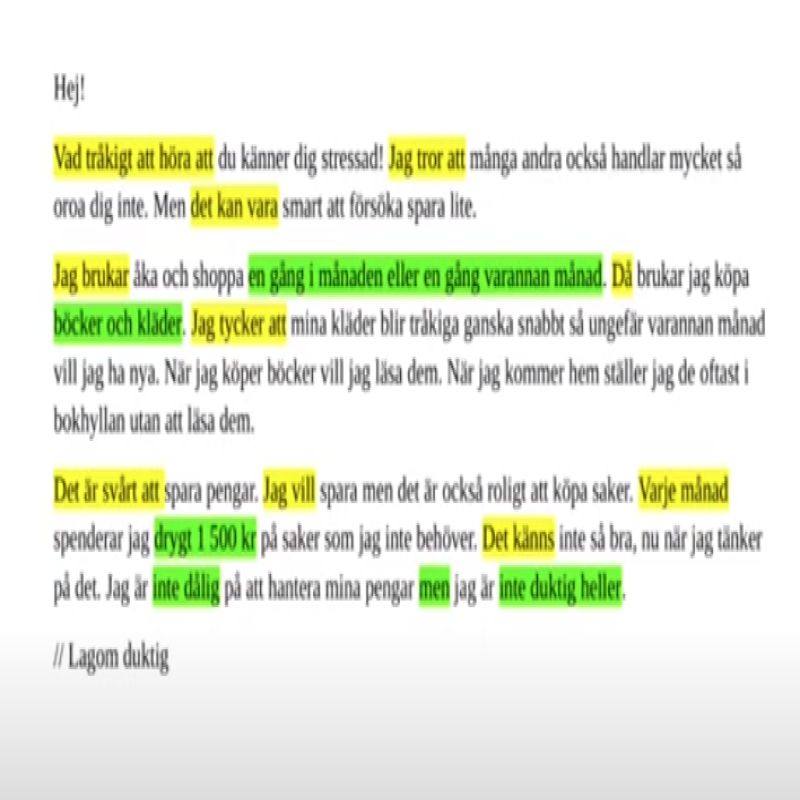 Hej!
Vad tråkigt att höra att du känner dig stressad! Jag tror att många andra också handlar mycket så
oroa dig inte. Men det kan vara smart att försöka spara lite.
Jag brukar åka och shoppa en gång i månaden eller en gång varannan månad. Då brukar jag köpa
böcker och kläder. Jag tycker att mina kläder blir tråkiga ganska snabbt så ungefär varannan månad
vill jag ha nya. När jag köper böcker vill jag läsa dem. När jag kommer hem ställer jag de oftast i
bokhyllan utan att läsa dem.
Det är svårt att spara pengar. Jag vill spara men det är också roligt att köpa saker. Varje månad
spenderar jag drygt 1 500 kr på saker som jag inte behöver. Det känns inte så bra, nu när jag tänker
på det. Jag är inte dålig på att hantera mina pengar men jag är inte duktig heller.
// Lagom duktig